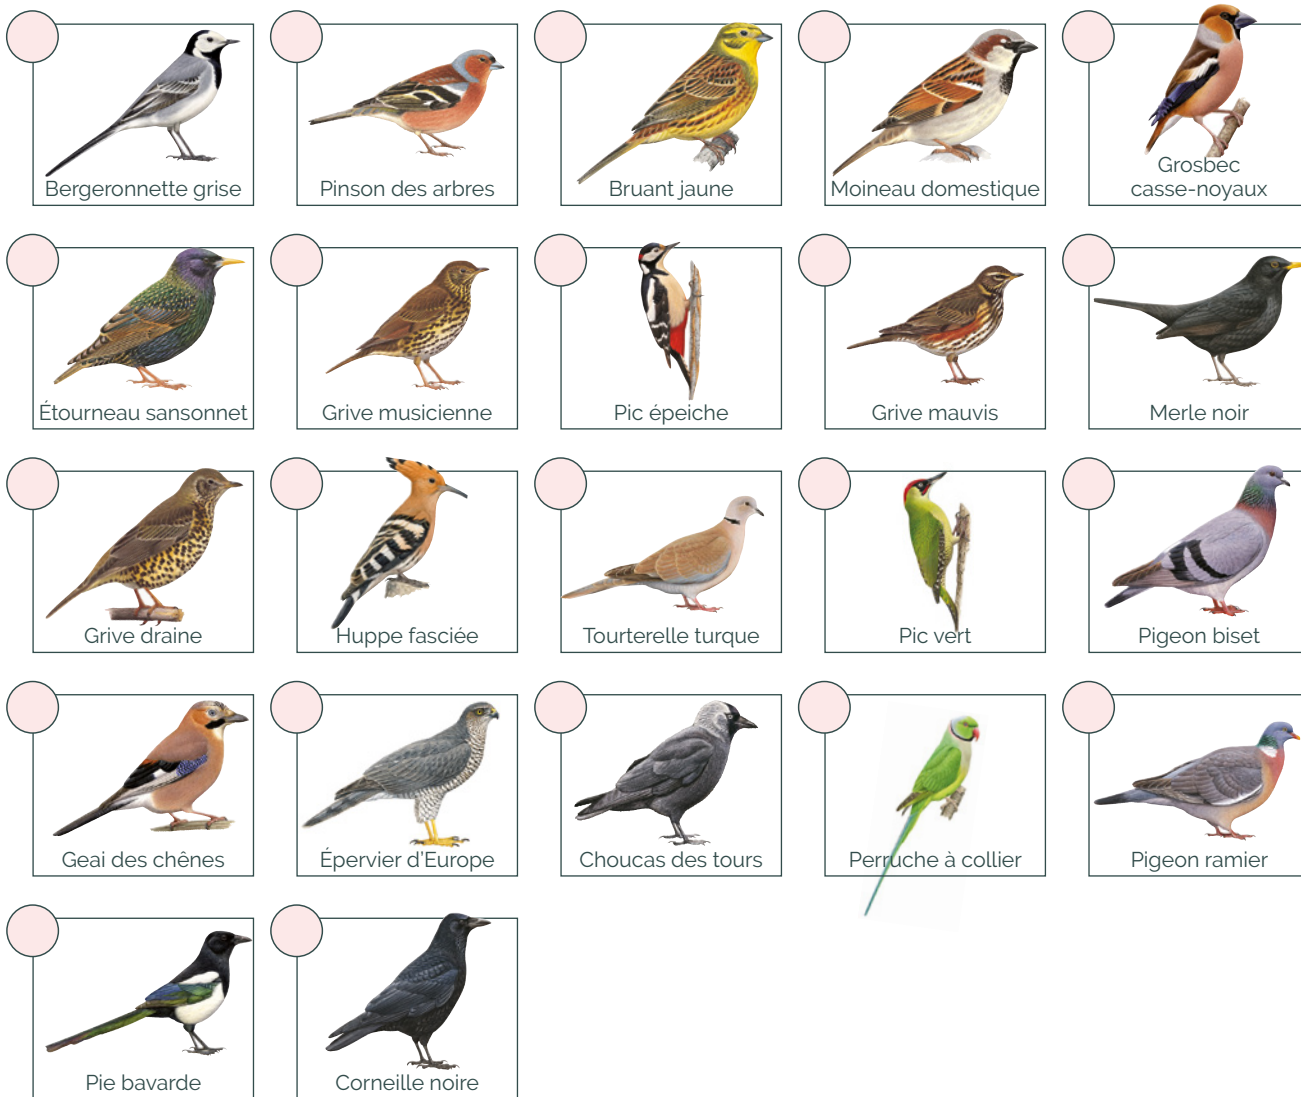 Bergeronnette grise
Pinson des arbres
Bruant jaune
Moineau domestique
Grosbec
casse-noyaux
Étourneau sansonnet
Grive musicienne
Pic épeiche
Grive mauvis
Merle noir
Grive draine
Huppe fasciée
Tourterelle turque
Pic vert
Pigeon biset
Geai des chênes
Épervier d'Europe
Choucas des tours
Perruche à collier
Pigeon ramier
Pie bavarde
Corneille noire